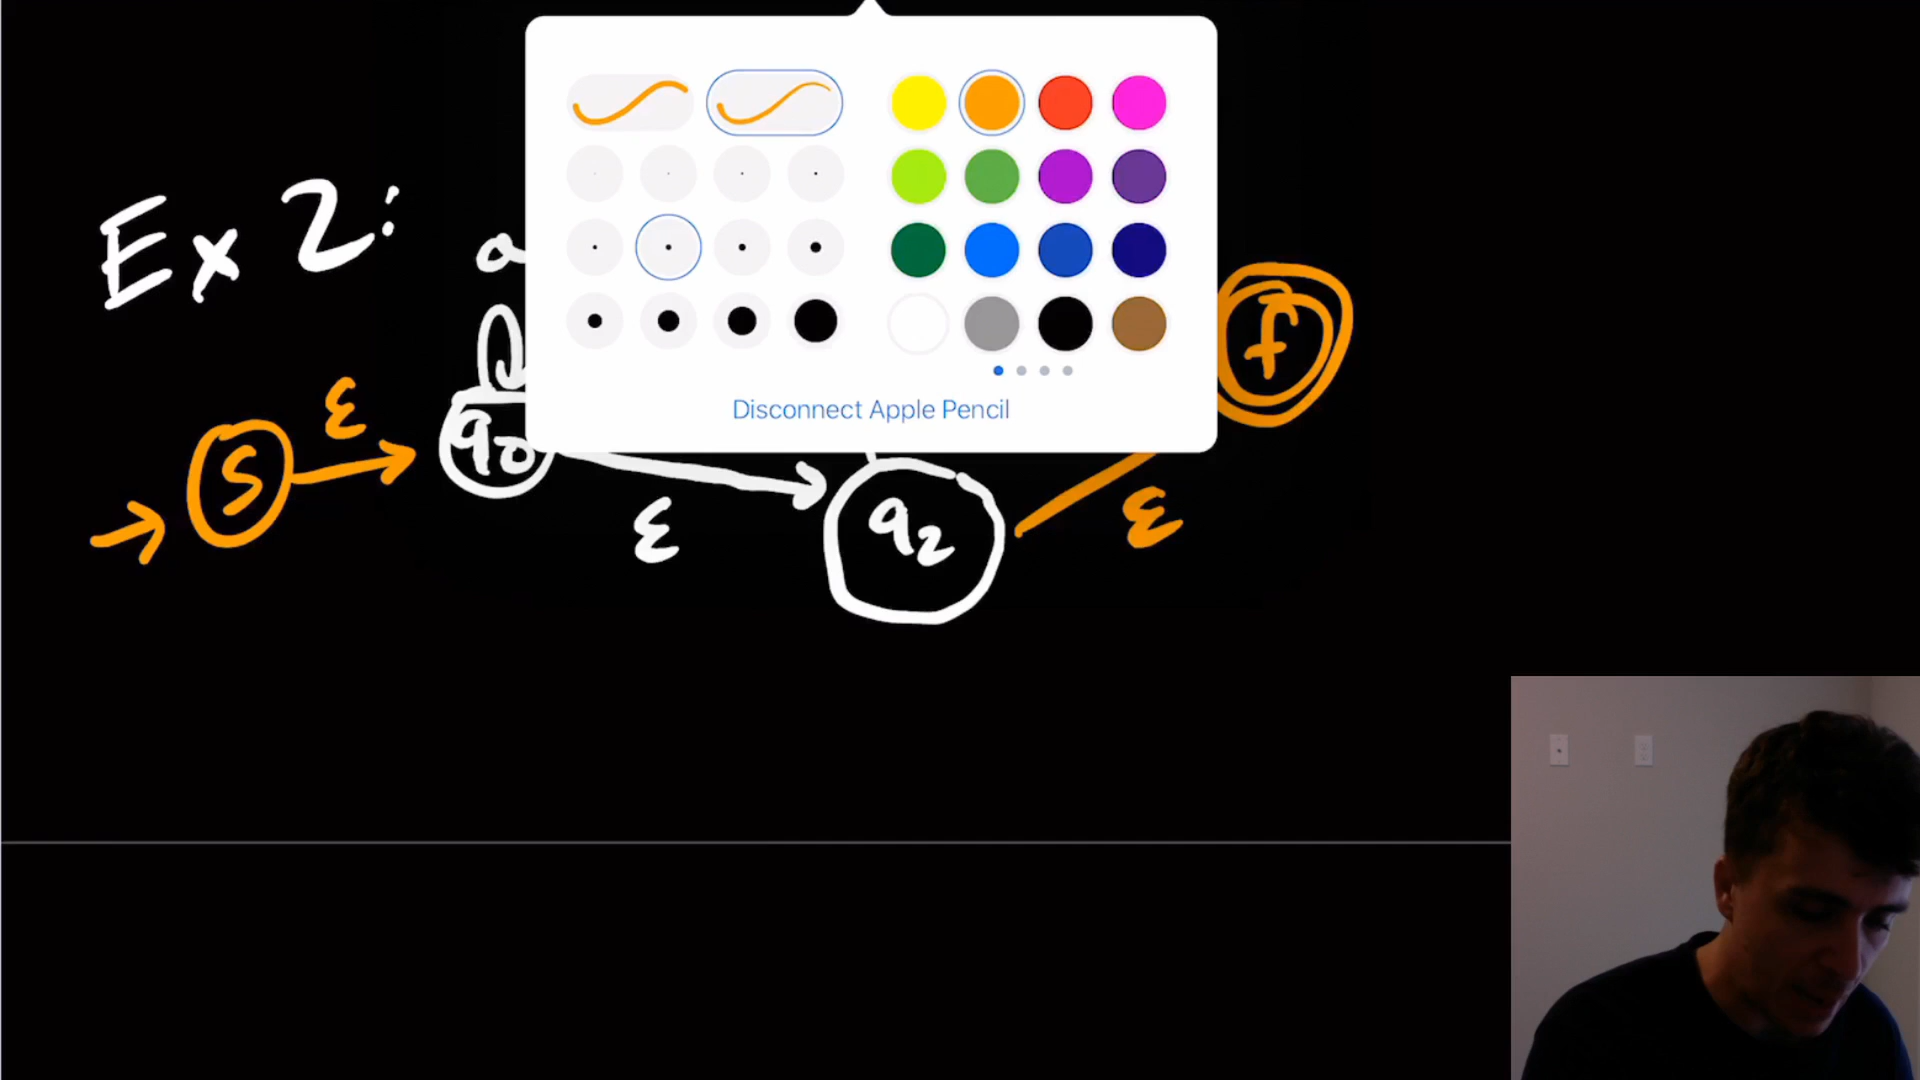 Ex 2:
a
f
ε
q0
S
ε
q2
ε
Disconnect Apple Pencil